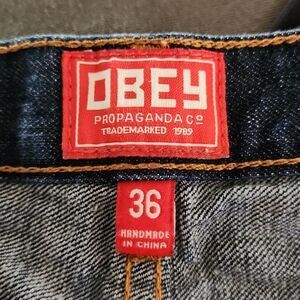 OBEY
PROPAGANDA CO
TRADEMARKED 1989
36
HANDMADE
IN CHINA